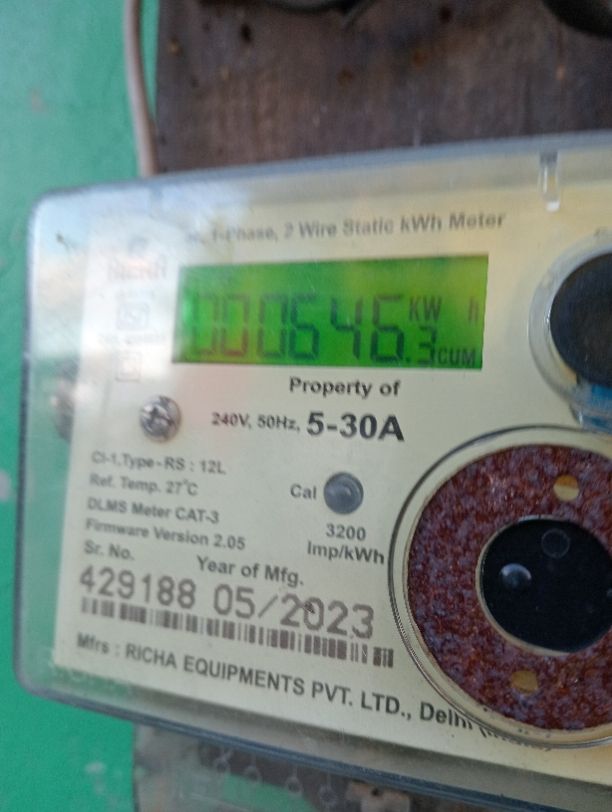 1-Phase, 2 Wire Static kWh Meter
000646.3 KW h CUM
Property of
240V, 50Hz, 5-30A
Cl-1,Type-RS : 12L
Ref. Temp. 27°C
DLMS Meter CAT-3
Firmware Version 2.05
Cal
3200
Imp/kWh
Sr. No.
Year of Mfg.
429188 05/2023
Mfrs : RICHA EQUIPMENTS PVT. LTD., Delhi